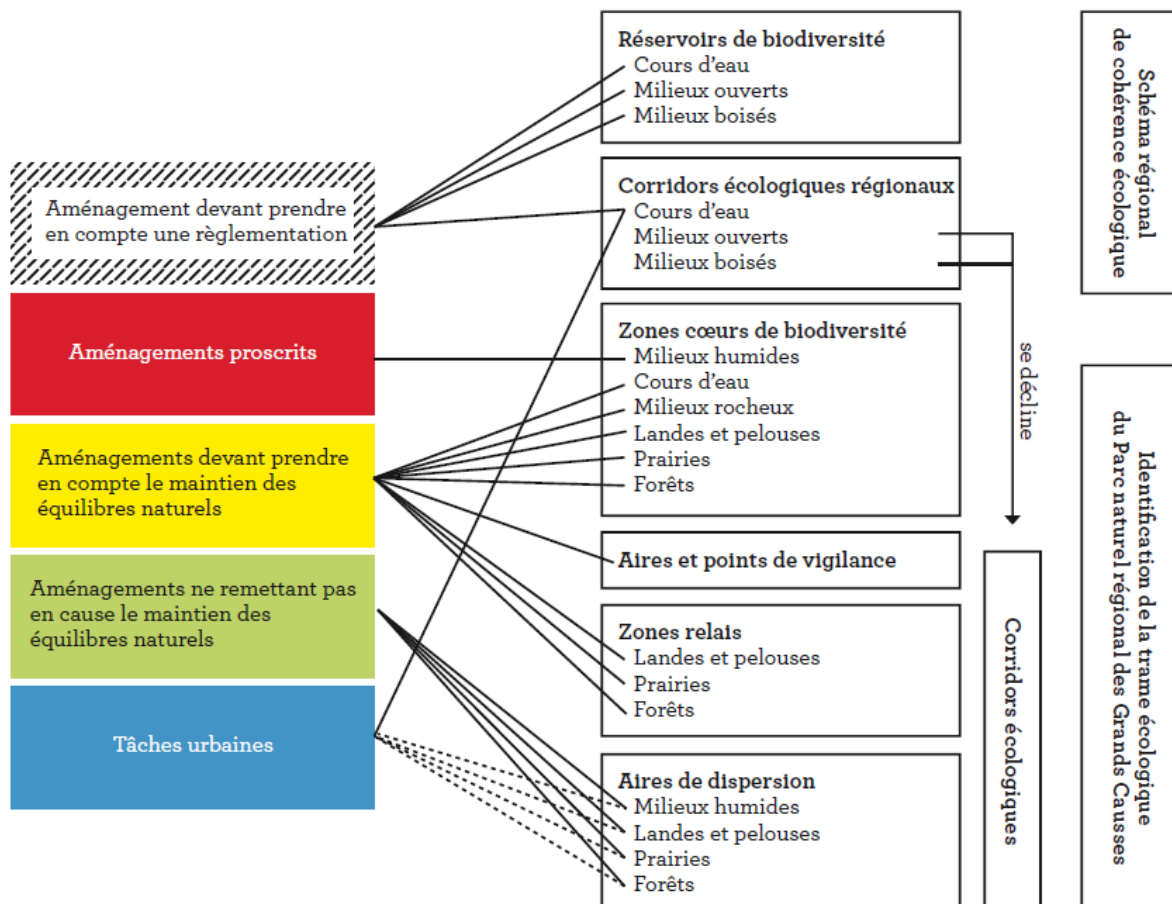 Aménagement devant prendre
en compte une règlementation
Aménagements proscrits
Aménagements devant prendre
en compte le maintien des
équilibres naturels
Aménagements ne remettant pas
en cause le maintien des
équilibres naturels
Tâches urbaines
Réservoirs de biodiversité
Cours d'eau
Milieux ouverts
Milieux boisés
Corridors écologiques régionaux
Cours d'eau
Milieux ouverts
Milieux boisés
Zones cœurs de biodiversité
Milieux humides
Cours d'eau
Milieux rocheux
Landes et pelouses
Prairies
Forêts
Aires et points de vigilance
Zones relais
Landes et pelouses
Prairies
Forêts
Aires de dispersion
Milieux humides
Landes et pelouses
Prairies
Forêts
se décline
Corridors écologiques
Schéma régional
de cohérence écologique
Identification de la trame écologique
du Parc naturel régional des Grands Causses